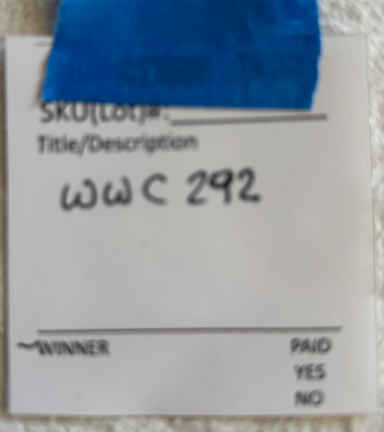 SKU(Lot)#:
Title/Description
WWC 292
WINNER PAID
YES
NO